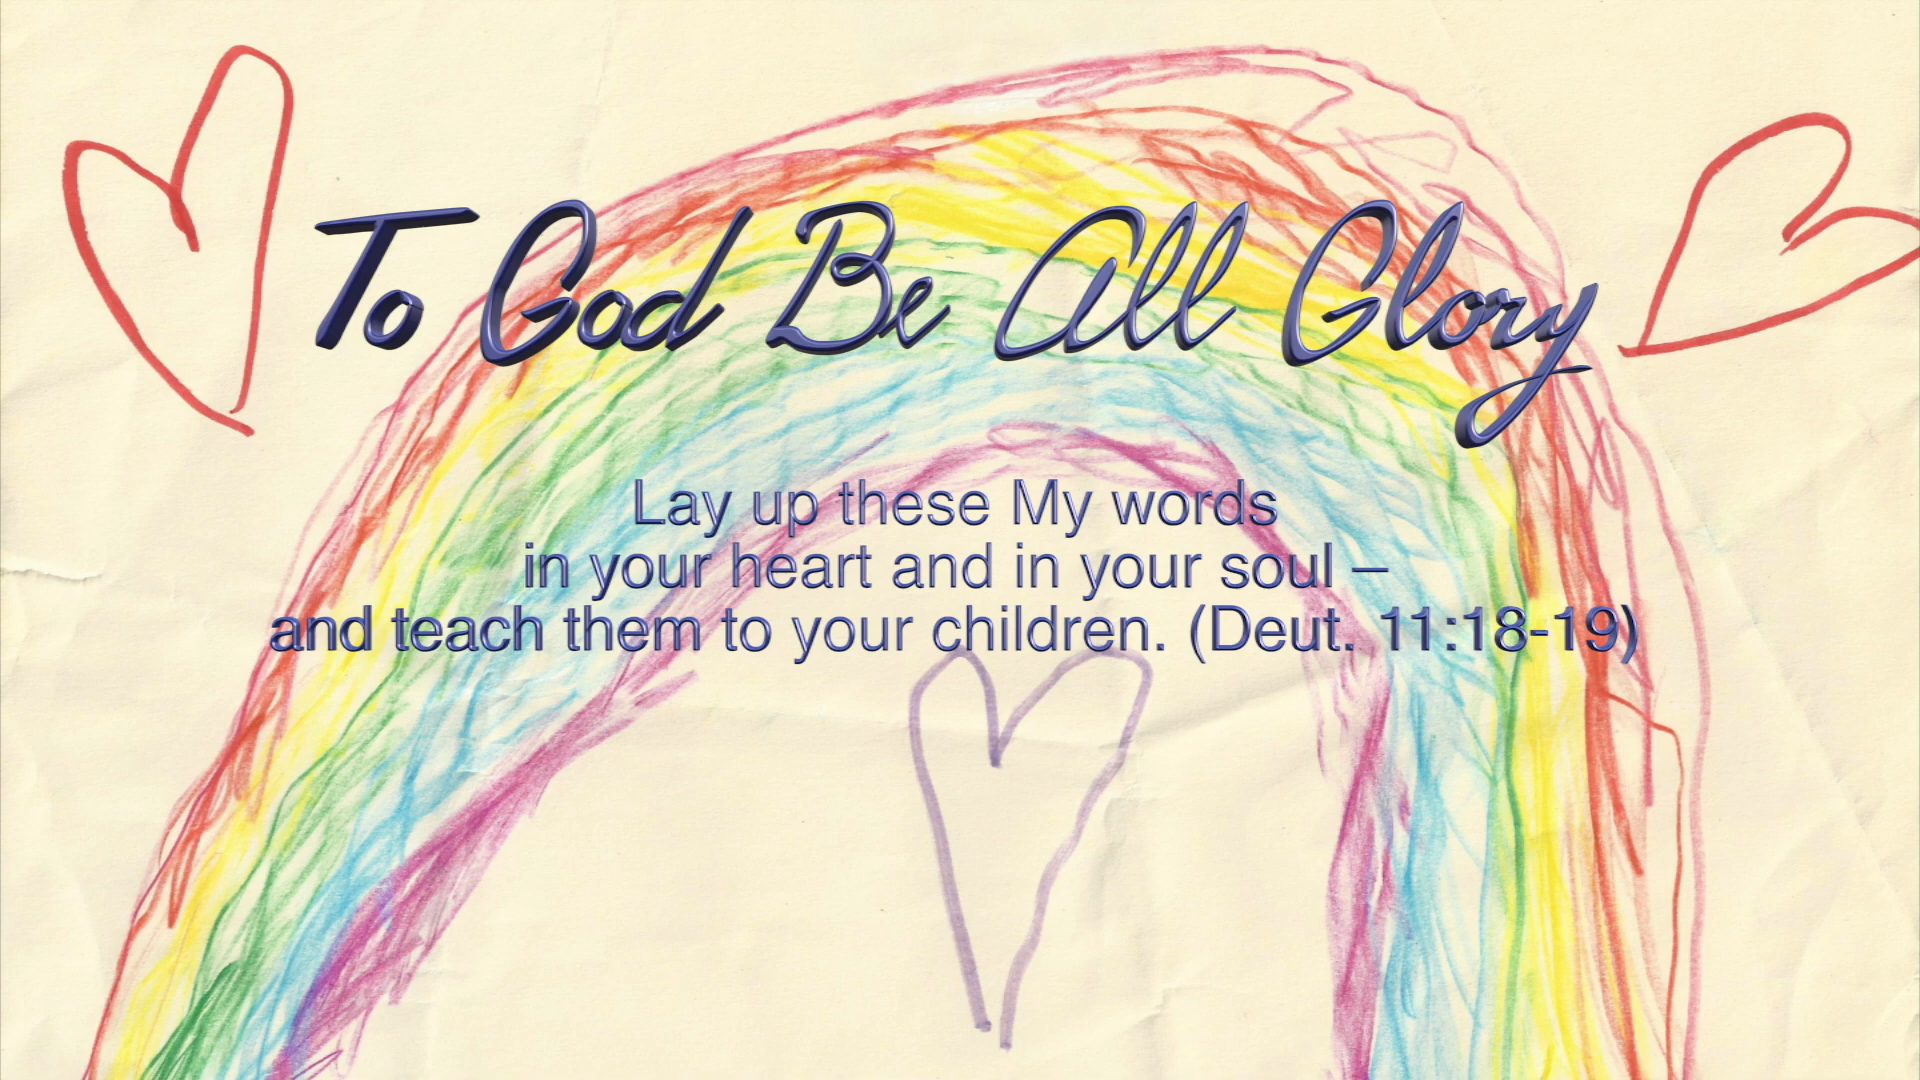 To God Be All Glory
Lay up these My words
in your heart and in your soul –
and teach them to your children. (Deut. 11:18-19)